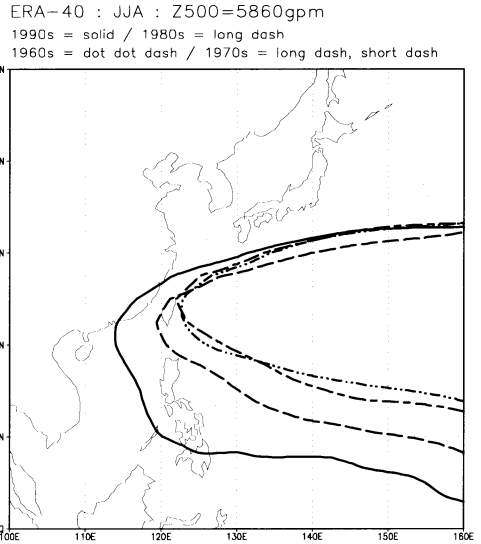 ERA-40 : JJA : Z500=5860gpm
1990s = solid / 1980s = long dash
1960s = dot dot dash / 1970s = long dash, short dash
100E 110E 120E 130E 140E 150E 160E